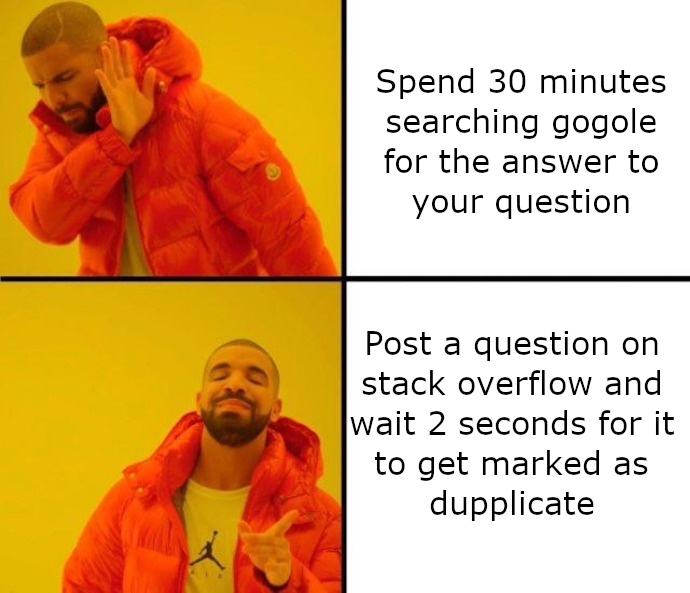 Spend 30 minutes
searching gogole
for the answer to
your question
Post a question on
stack overflow and
wait 2 seconds for it
to get marked as
dupplicate